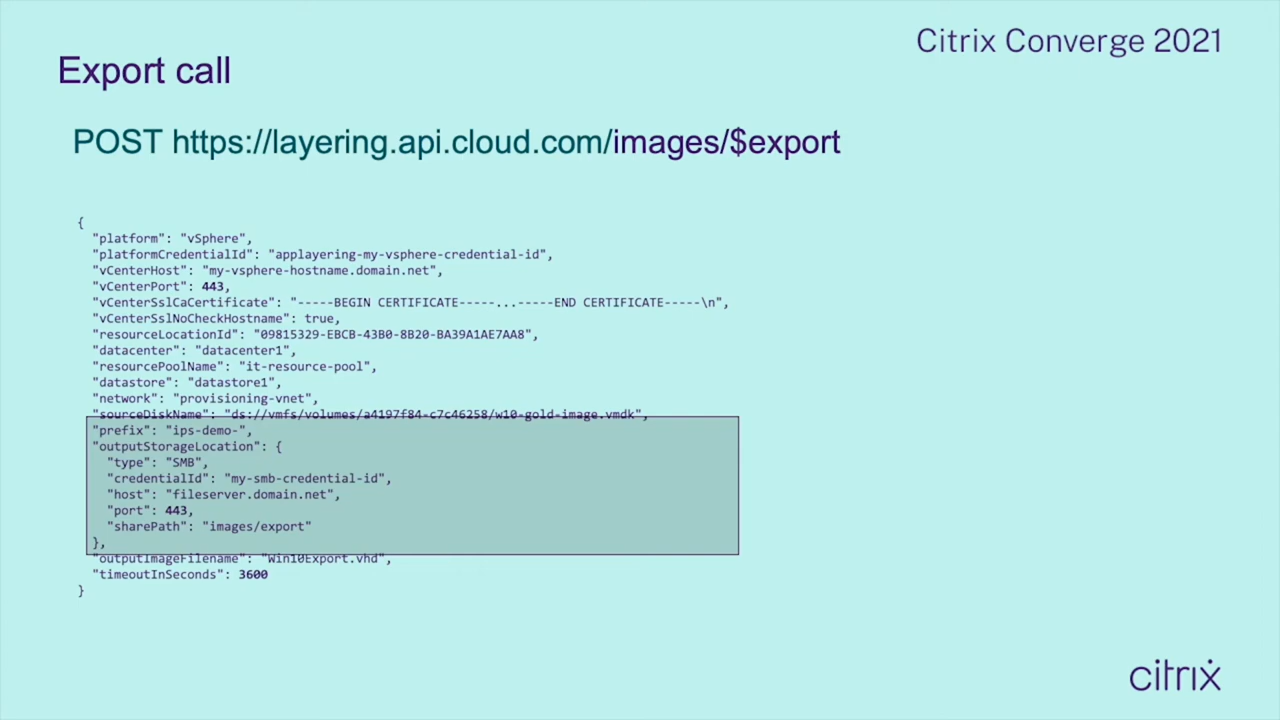 Citrix Converge 2021
Export call
POST https://layering.api.cloud.com/images/$export
{
"platform": "vSphere",
"platformCredentialId": "applayering-my-vsphere-credential-id",
"vCenterHost": "my-vsphere-hostname.domain.net",
"vCenterPort": 443,
"vCenterSslCaCertificate": "-----BEGIN CERTIFICATE-----...-----END CERTIFICATE-----\n",
"vCenterSslNoCheckHostname": true,
"resourceLocationId": "09815329-EBCB-43B0-8B20-BA39A1AE7AA8",
"datacenter": "datacenter1",
"resourcePoolName": "it-resource-pool",
"datastore": "datastore1",
"network": "provisioning-vnet",
"sourceDiskName": "ds://vmfs/volumes/a4197f84-c7c46258/w10-gold-image.vmdk",
"prefix": "ips-demo-",
"outputStorageLocation": {
"type": "SMB",
"credentialId": "my-smb-credential-id",
"host": "fileserver.domain.net",
"port": 443,
"sharePath": "images/export"
},
"outputImageFilename": "Win10Export.vhd",
"timeoutInSeconds": 3600
}
citrix